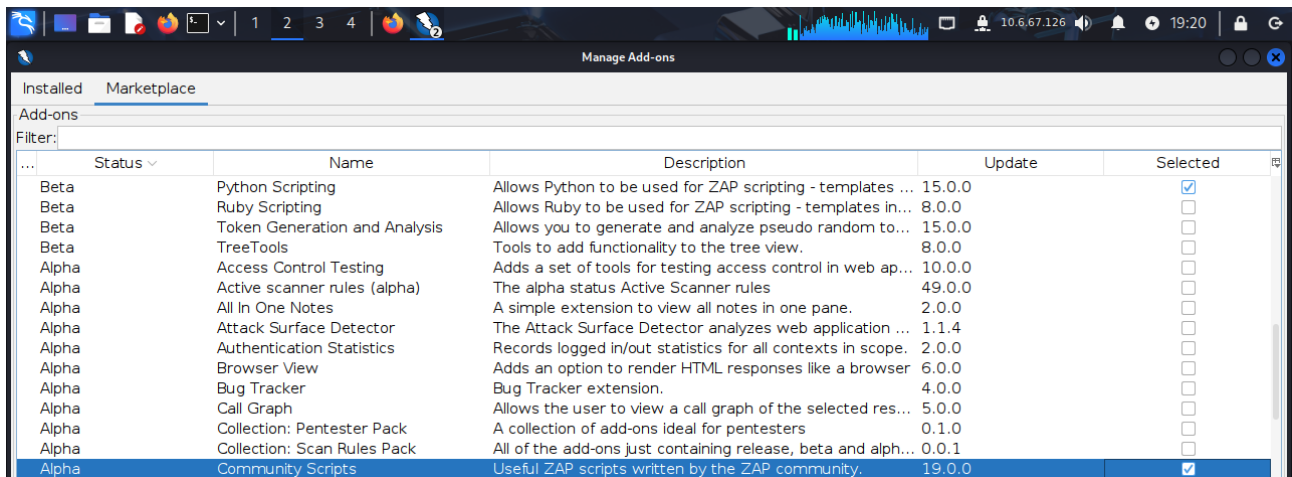 1 2 3 4 2 10.6.67.126 19:20
Manage Add-ons
Installed Marketplace
Add-ons
Filter:
... Status Name Description Update Selected
Beta Python Scripting Allows Python to be used for ZAP scripting - templates ... 15.0.0
Beta Ruby Scripting Allows Ruby to be used for ZAP scripting - templates in... 8.0.0
Beta Token Generation and Analysis Allows you to generate and analyze pseudo random to... 15.0.0
Beta TreeTools Tools to add functionality to the tree view. 8.0.0
Alpha Access Control Testing Adds a set of tools for testing access control in web ap... 10.0.0
Alpha Active scanner rules (alpha) The alpha status Active Scanner rules 49.0.0
Alpha All In One Notes A simple extension to view all notes in one pane. 2.0.0
Alpha Attack Surface Detector The Attack Surface Detector analyzes web application ... 1.1.4
Alpha Authentication Statistics Records logged in/out statistics for all contexts in scope. 2.0.0
Alpha Browser View Adds an option to render HTML responses like a browser 6.0.0
Alpha Bug Tracker Bug Tracker extension. 4.0.0
Alpha Call Graph Allows the user to view a call graph of the selected res... 5.0.0
Alpha Collection: Pentester Pack A collection of add-ons ideal for pentesters 0.1.0
Alpha Collection: Scan Rules Pack All of the add-ons just containing release, beta and alph... 0.0.1
Alpha Community Scripts Useful ZAP scripts written by the ZAP community. 19.0.0